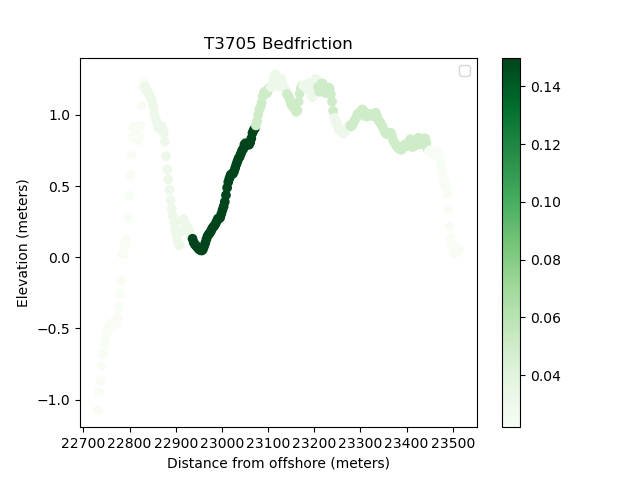 T3705 Bedfriction
Elevation (meters)
1.0
0.5
0.0
−0.5
−1.0
22700 22800 22900 23000 23100 23200 23300 23400 23500
Distance from offshore (meters)
0.14
0.12
0.10
0.08
0.06
0.04